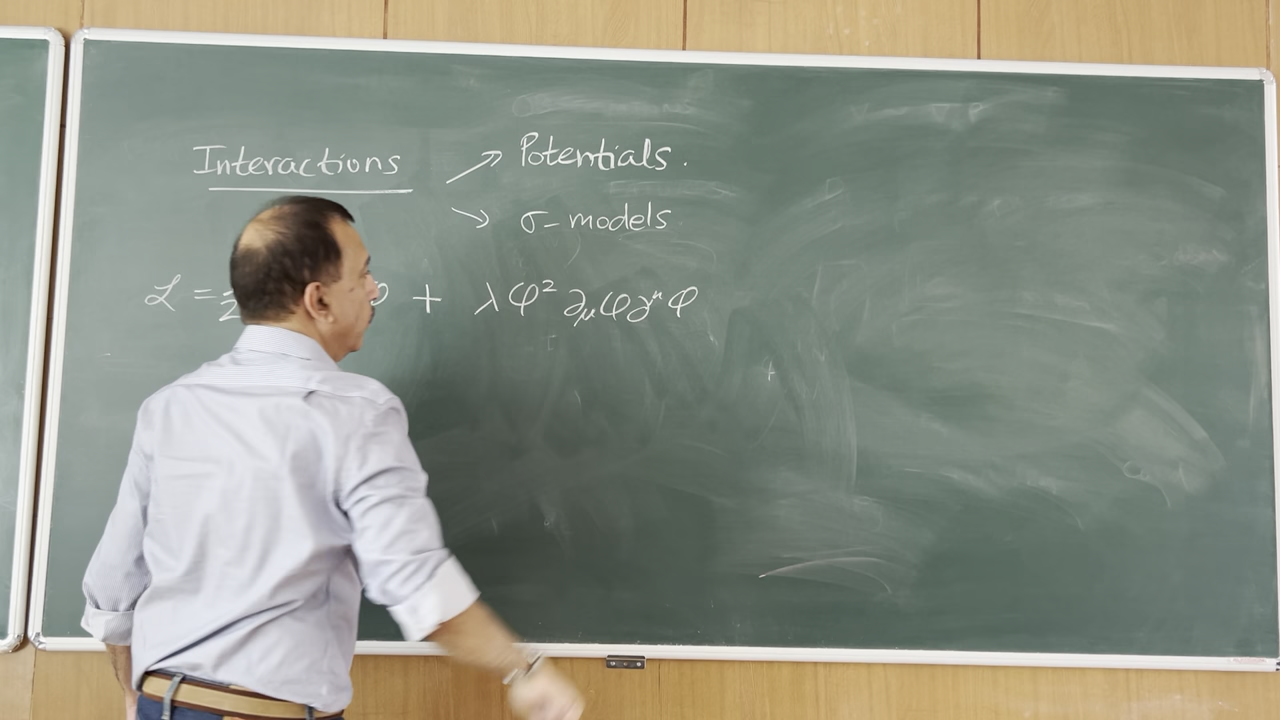 Interactions ↗ Potentials.
↘ σ-models
ℒ = φ + λφ² ∂μφ∂^μφ